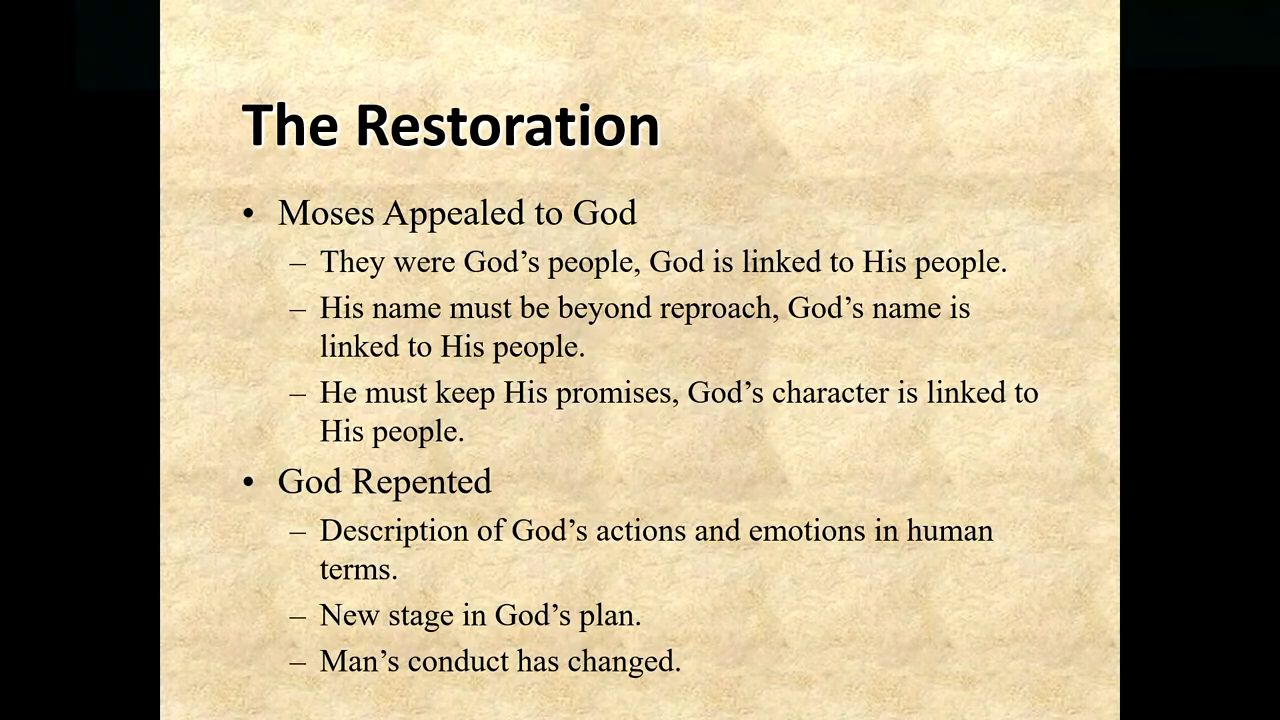 The Restoration
• Moses Appealed to God
– They were God’s people, God is linked to His people.
– His name must be beyond reproach, God’s name is
linked to His people.
– He must keep His promises, God’s character is linked to
His people.
• God Repented
– Description of God’s actions and emotions in human
terms.
– New stage in God’s plan.
– Man’s conduct has changed.